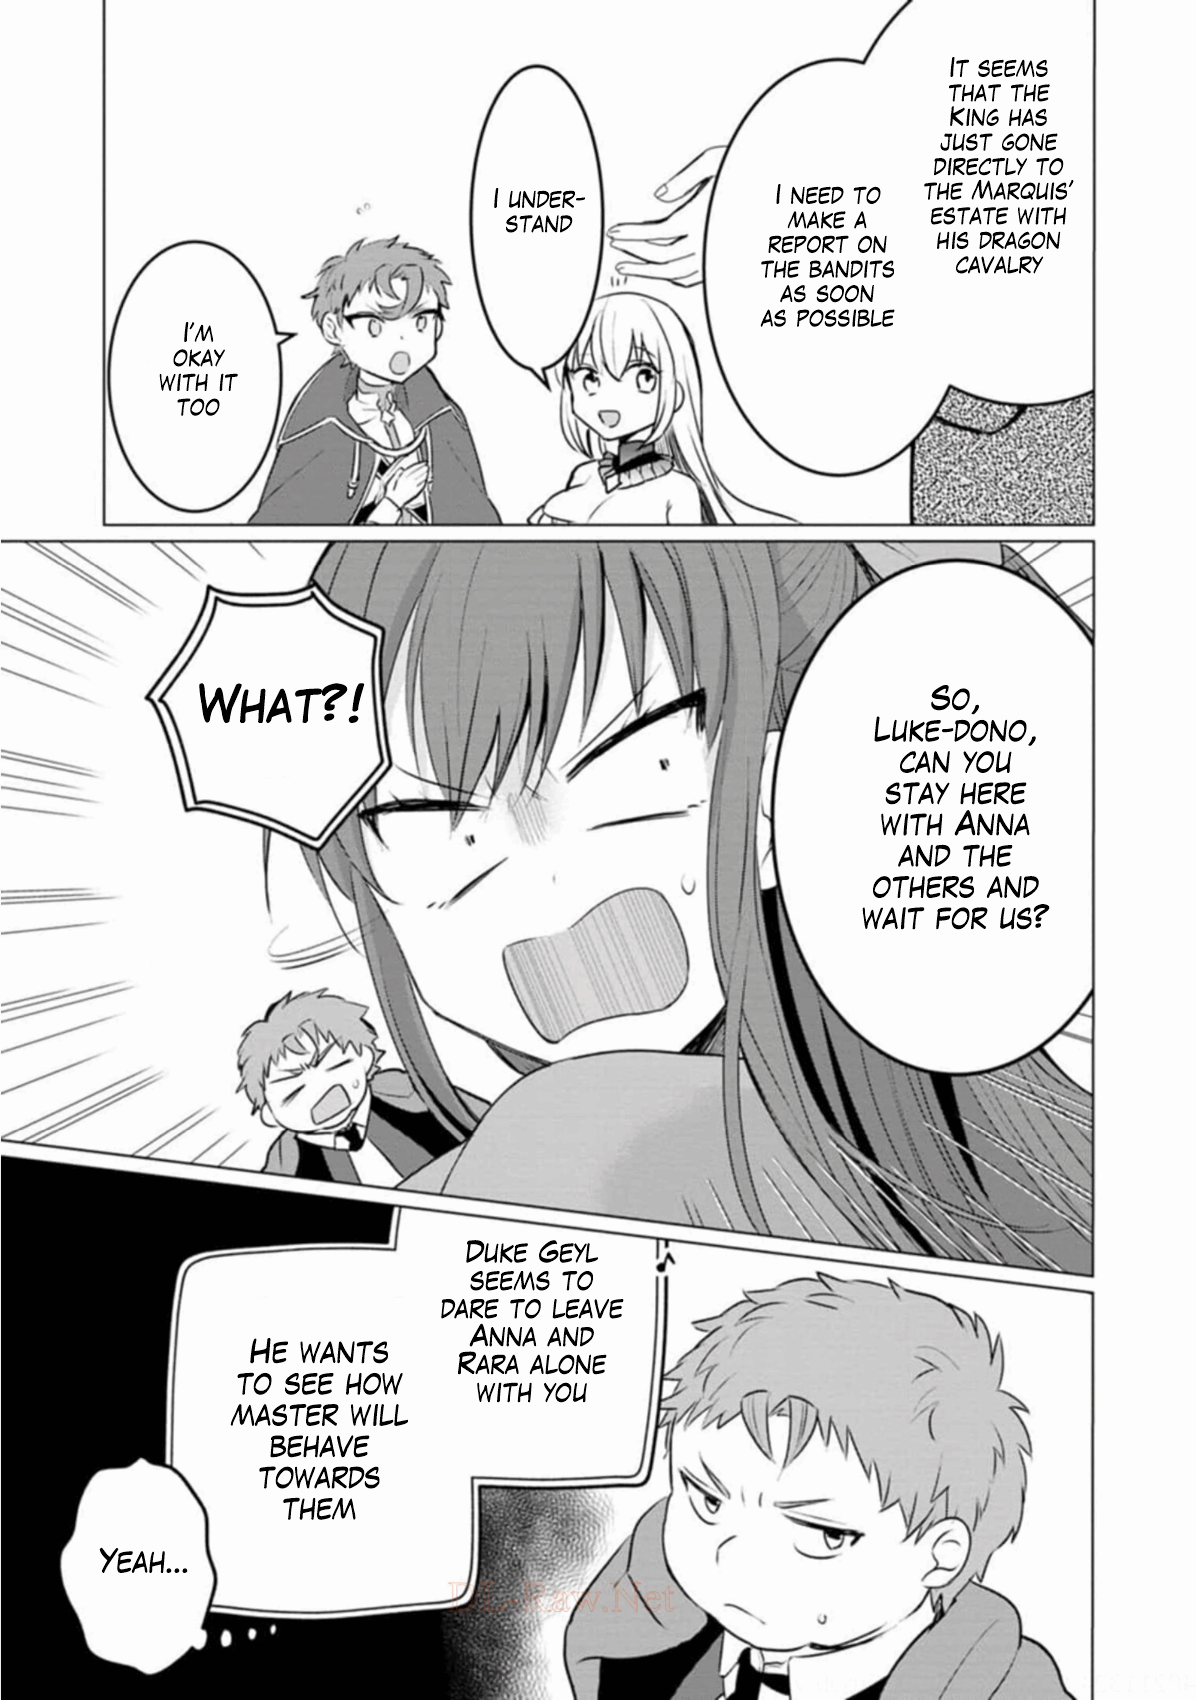 IT SEEMS
THAT THE
KING HAS
JUST GONE
DIRECTLY TO
THE MARQUIS'
ESTATE WITH
HIS DRAGON
CAVALRY
I NEED TO
MAKE A
REPORT ON
THE BANDITS
AS SOON
AS POSSIBLE
I UNDER-
STAND
I'M
OKAY
WITH IT
TOO
SO,
LUKE-DONO,
CAN YOU
STAY HERE
WITH ANNA
AND THE
OTHERS AND
WAIT FOR US?
WHAT?!
DUKE GEYL
SEEMS TO
DARE TO LEAVE
ANNA AND
RARA ALONE
WITH YOU
HE WANTS
TO SEE HOW
MASTER WILL
BEHAVE
TOWARDS
THEM
YEAH...
DL-Raw.Net